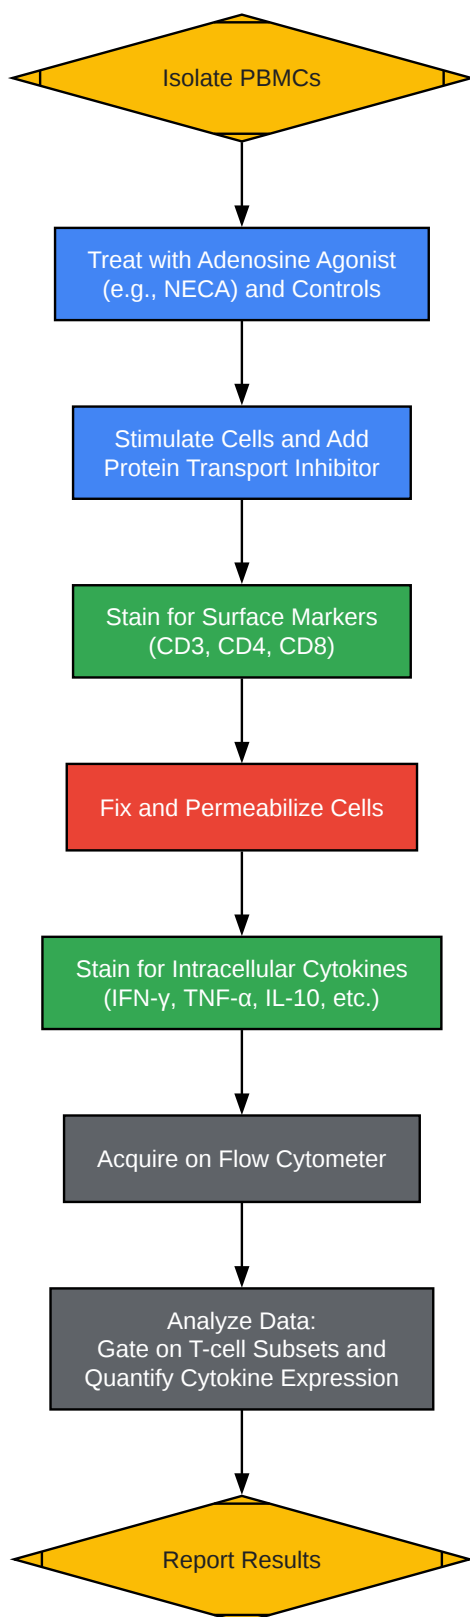 Isolate PBMCs
Treat with Adenosine Agonist
(e.g., NECA) and Controls
Stimulate Cells and Add
Protein Transport Inhibitor
Stain for Surface Markers
(CD3, CD4, CD8)
Fix and Permeabilize Cells
Stain for Intracellular Cytokines
(IFN-γ, TNF-α, IL-10, etc.)
Acquire on Flow Cytometer
Analyze Data:
Gate on T-cell Subsets and
Quantify Cytokine Expression
Report Results